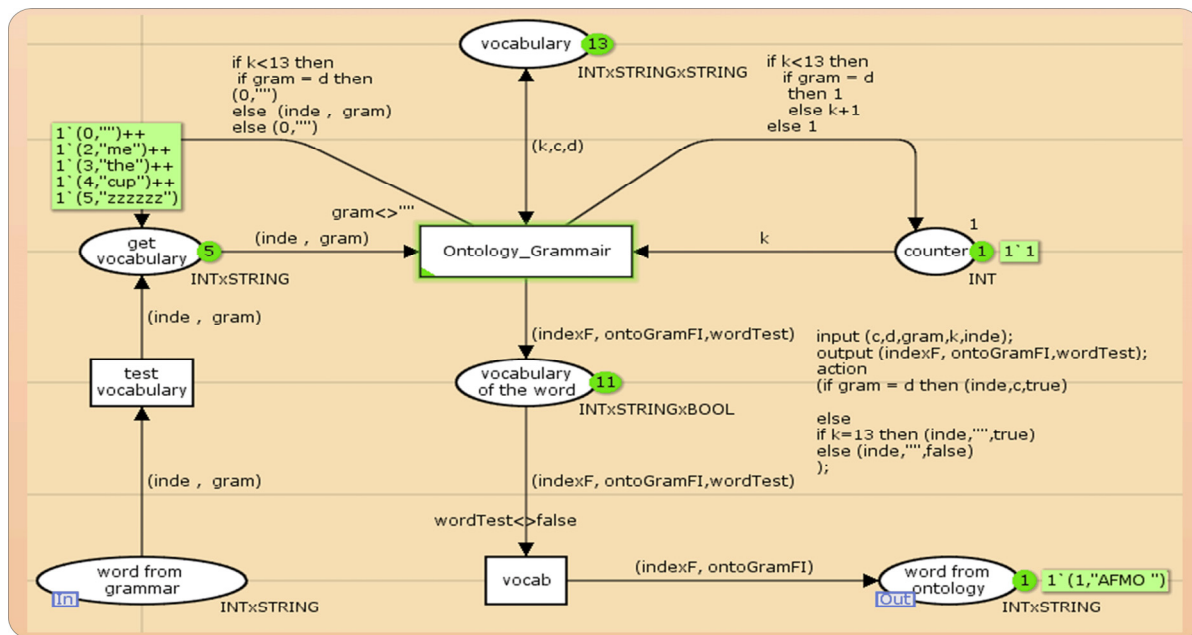 vocabulary
13
INTxSTRINGxSTRING
if k<13 then
if gram = d then
(0,"")
else (inde , gram)
else (0,"")
if k<13 then
if gram = d
then 1
else k+1
else 1
1`(0,"")++
1`(2,"me")++
1`(3,"the")++
1`(4,"cup")++
1`(5,"zzzzzz")
(k,c,d)
gram<>""
get
vocabulary
5
INTxSTRING
(inde , gram)
Ontology_Grammair
k
1
counter
1
1`1
INT
(inde , gram)
(indexF, ontoGramFI,wordTest)
test
vocabulary
vocabulary
of the word
11
INTxSTRINGxBOOL
input (c,d,gram,k,inde);
output (indexF, ontoGramFI,wordTest);
action
(if gram = d then (inde,c,true)
else
if k=13 then (inde,"",true)
else (inde,"",false)
);
(inde , gram)
(indexF, ontoGramFI,wordTest)
wordTest<>false
word from
grammar
In
INTxSTRING
vocab
(indexF, ontoGramFI)
word from
ontology
Out
1
1`(1,"AFMO ")
INTxSTRING